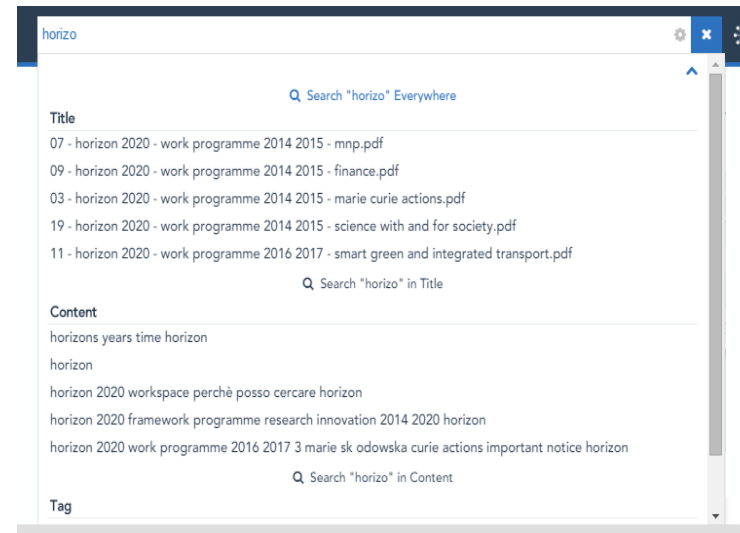 horizo
Search "horizo" Everywhere
Title
07 - horizon 2020 - work programme 2014 2015 - mnp.pdf
09 - horizon 2020 - work programme 2014 2015 - finance.pdf
03 - horizon 2020 - work programme 2014 2015 - marie curie actions.pdf
19 - horizon 2020 - work programme 2014 2015 - science with and for society.pdf
11 - horizon 2020 - work programme 2016 2017 - smart green and integrated transport.pdf
Search "horizo" in Title
Content
horizons years time horizon
horizon
horizon 2020 workspace perchè posso cercare horizon
horizon 2020 framework programme research innovation 2014 2020 horizon
horizon 2020 work programme 2016 2017 3 marie sk odowska curie actions important notice horizon
Search "horizo" in Content
Tag